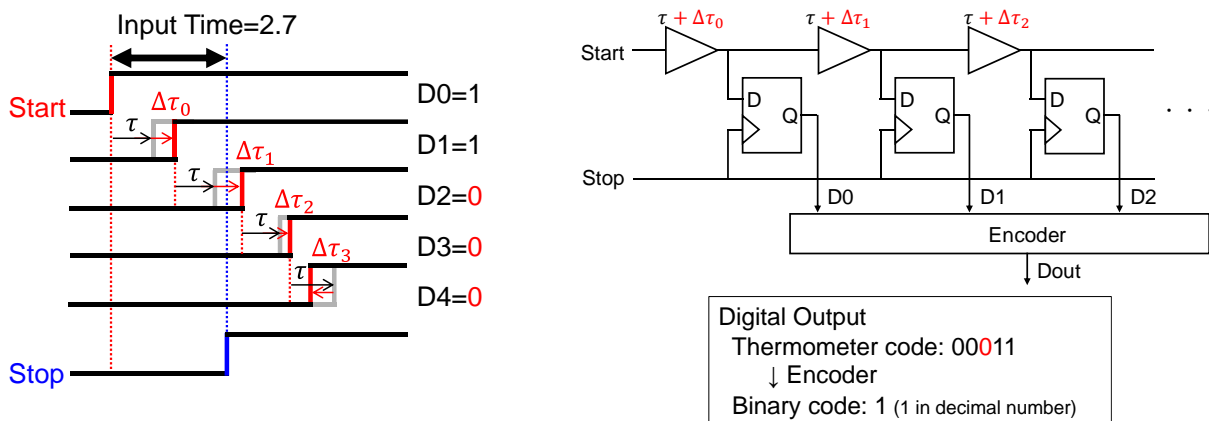 Input Time=2.7
Start
D0=1
Δτ₀
τ
D1=1
Δτ₁
τ
D2=0
Δτ₂
τ
D3=0
Δτ₃
τ
D4=0
Stop
τ + Δτ₀
τ + Δτ₁
τ + Δτ₂
Start
D
Q
D
Q
D
Q
. . .
Stop
D0
D1
D2
Encoder
Dout
Digital Output
Thermometer code: 00011
↓ Encoder
Binary code: 1 (1 in decimal number)